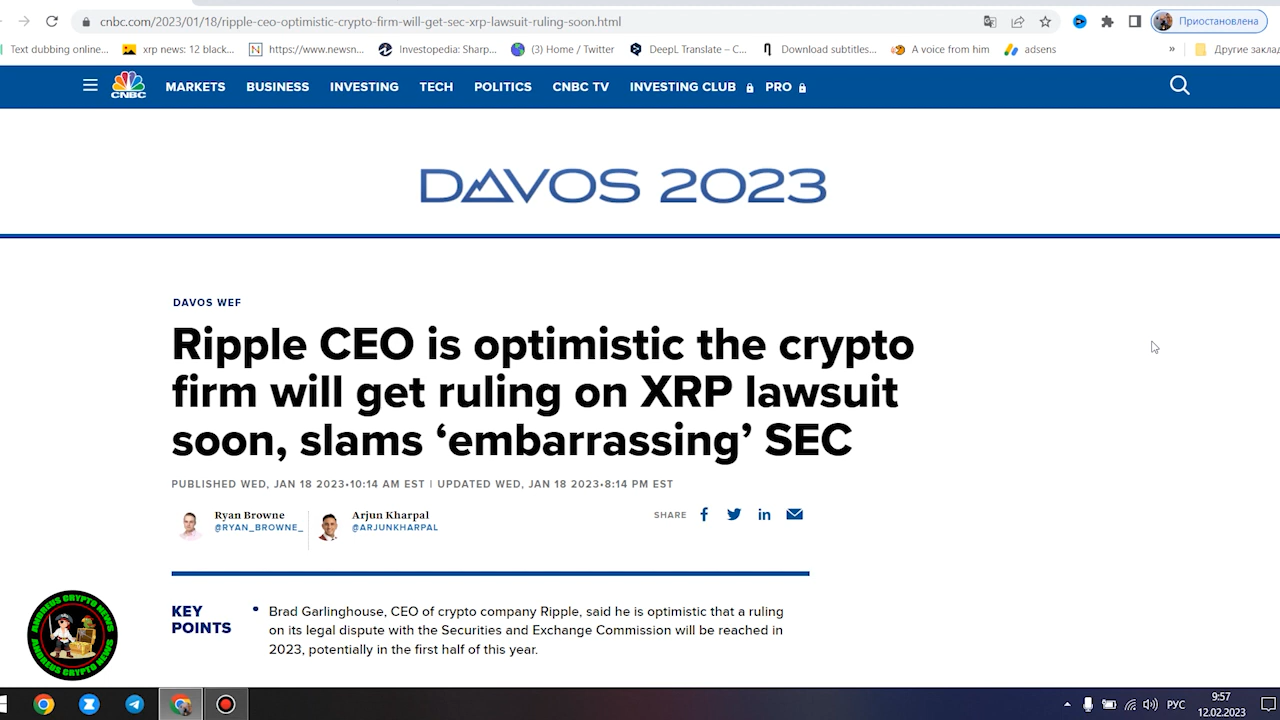 cnbc.com/2023/01/18/ripple-ceo-optimistic-crypto-firm-will-get-sec-xrp-lawsuit-ruling-soon.html
Приостановлена
Text dubbing online... xrp news: 12 black... https://www.newsn... Investopedia: Sharp... (3) Home / Twitter DeepL Translate – C... Download subtitles... A voice from him adsens » Другие заклад
CNBC MARKETS BUSINESS INVESTING TECH POLITICS CNBC TV INVESTING CLUB PRO
DAVOS 2023
DAVOS WEF
Ripple CEO is optimistic the crypto
firm will get ruling on XRP lawsuit
soon, slams ‘embarrassing’ SEC
PUBLISHED WED, JAN 18 2023•10:14 AM EST | UPDATED WED, JAN 18 2023•8:14 PM EST
Ryan Browne
@RYAN_BROWNE_
Arjun Kharpal
@ARJUNKHARPAL
SHARE
KEY
POINTS
• Brad Garlinghouse, CEO of crypto company Ripple, said he is optimistic that a ruling
on its legal dispute with the Securities and Exchange Commission will be reached in
2023, potentially in the first half of this year.
ANDREUS CRYPTO NEWS
ANDREUS CRYPTO NEWS
РУС
9:57
12.02.2023